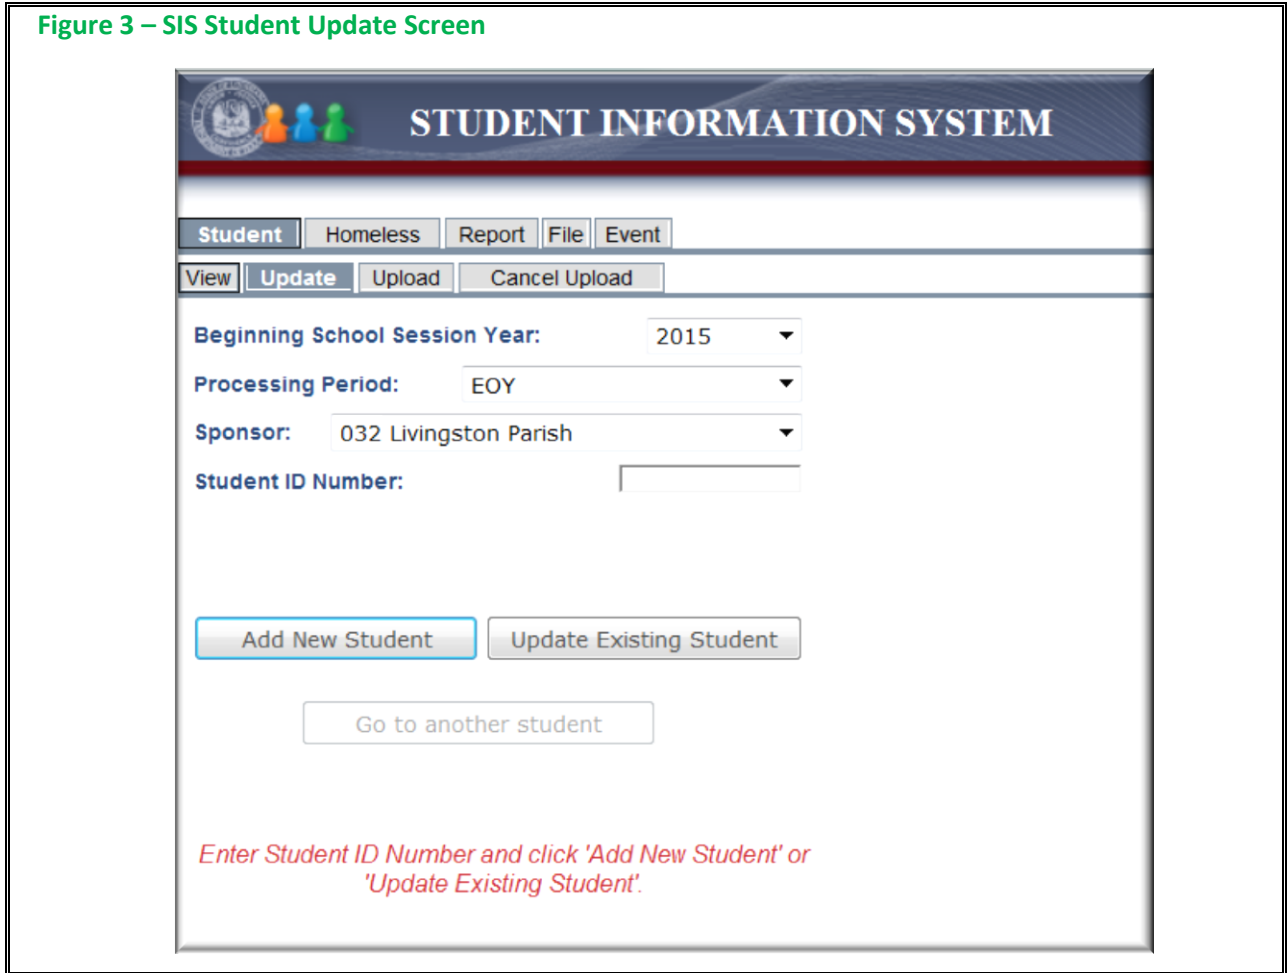 Figure 3 – SIS Student Update Screen
STUDENT INFORMATION SYSTEM
Student Homeless Report File Event
View Update Upload Cancel Upload
Beginning School Session Year: 2015
Processing Period: EOY
Sponsor: 032 Livingston Parish
Student ID Number:
Add New Student Update Existing Student
Go to another student
Enter Student ID Number and click 'Add New Student' or
'Update Existing Student'.